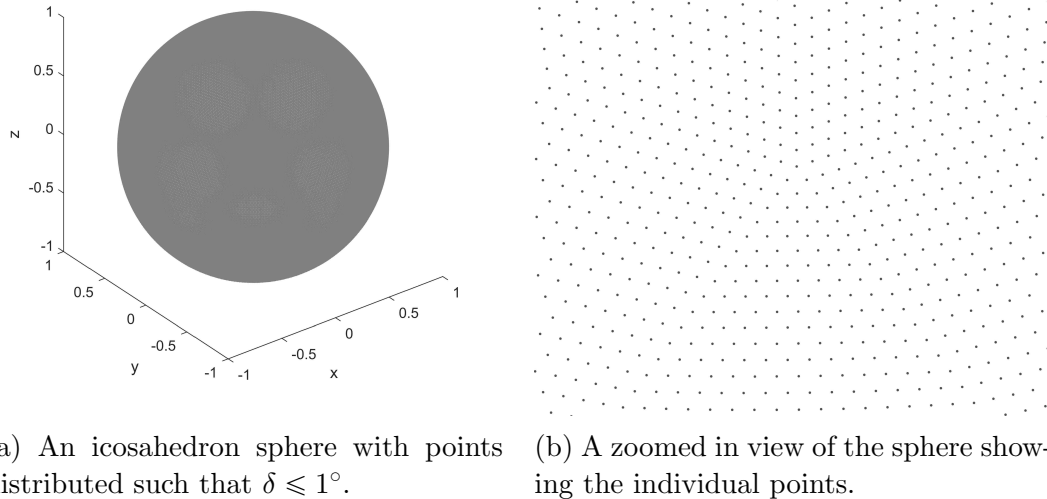 1
0.5
0
-0.5
-1
z
1
0.5
0
-0.5
-1
y
-1
-0.5
0
0.5
1
x
a) An icosahedron sphere with points
istributed such that δ ⩽ 1°.
(b) A zoomed in view of the sphere show-
ing the individual points.